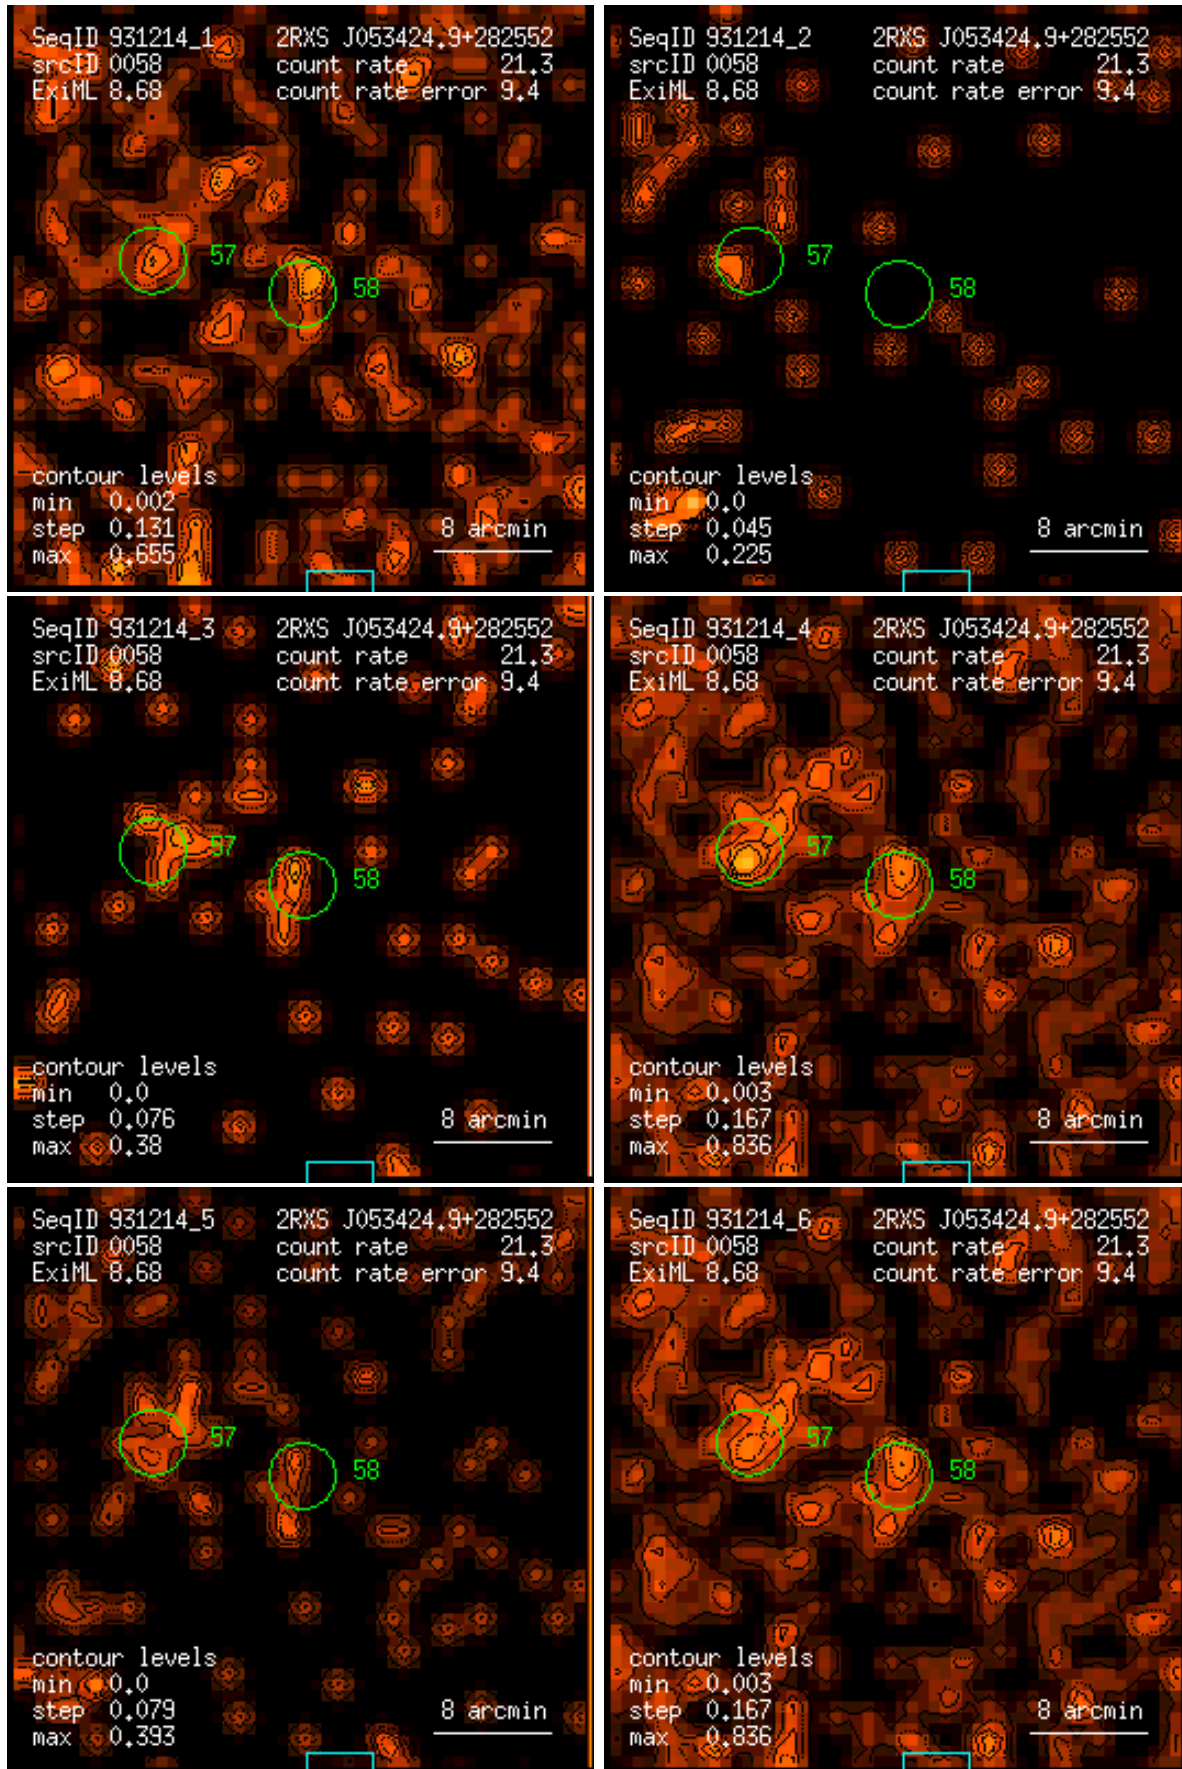 SeqID 931214_1 2RXS J053424.9+282552
srcID 0058 count rate 21.3
ExiML 8.68 count rate error 9.4
57
58
contour levels
min 0.002
step 0.131 8 arcmin
max 0.655
SeqID 931214_2 2RXS J053424.9+282552
srcID 0058 count rate 21.3
ExiML 8.68 count rate error 9.4
57
58
contour levels
min 0.0
step 0.045 8 arcmin
max 0.225
SeqID 931214_3 2RXS J053424.9+282552
srcID 0058 count rate 21.3
ExiML 8.68 count rate error 9.4
57
58
contour levels
min 0.0
step 0.076 8 arcmin
max 0.38
SeqID 931214_4 2RXS J053424.9+282552
srcID 0058 count rate 21.3
ExiML 8.68 count rate error 9.4
57
58
contour levels
min 0.003
step 0.167 8 arcmin
max 0.836
SeqID 931214_5 2RXS J053424.9+282552
srcID 0058 count rate 21.3
ExiML 8.68 count rate error 9.4
57
58
contour levels
min 0.0
step 0.079 8 arcmin
max 0.393
SeqID 931214_6 2RXS J053424.9+282552
srcID 0058 count rate 21.3
ExiML 8.68 count rate error 9.4
57
58
contour levels
min 0.003
step 0.167 8 arcmin
max 0.836